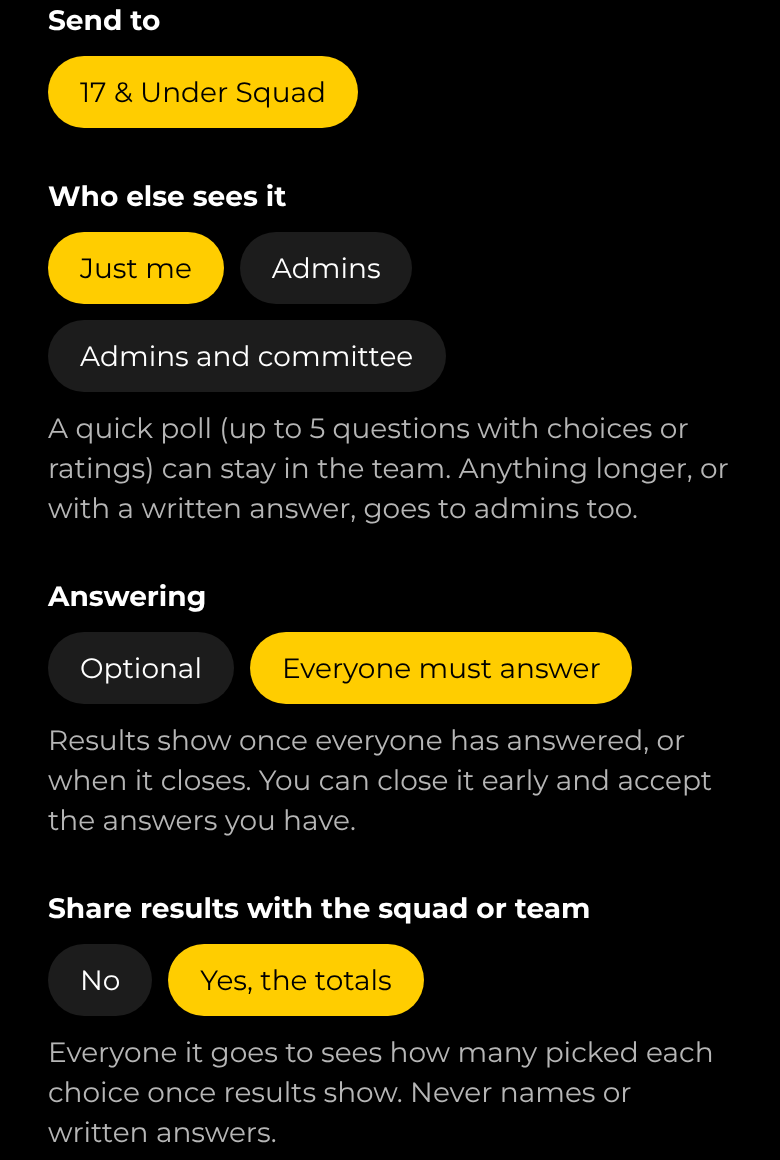 Send to
17 & Under Squad
Who else sees it
Just me
Admins
Admins and committee
A quick poll (up to 5 questions with choices or
ratings) can stay in the team. Anything longer, or
with a written answer, goes to admins too.
Answering
Optional
Everyone must answer
Results show once everyone has answered, or
when it closes. You can close it early and accept
the answers you have.
Share results with the squad or team
No
Yes, the totals
Everyone it goes to sees how many picked each
choice once results show. Never names or
written answers.